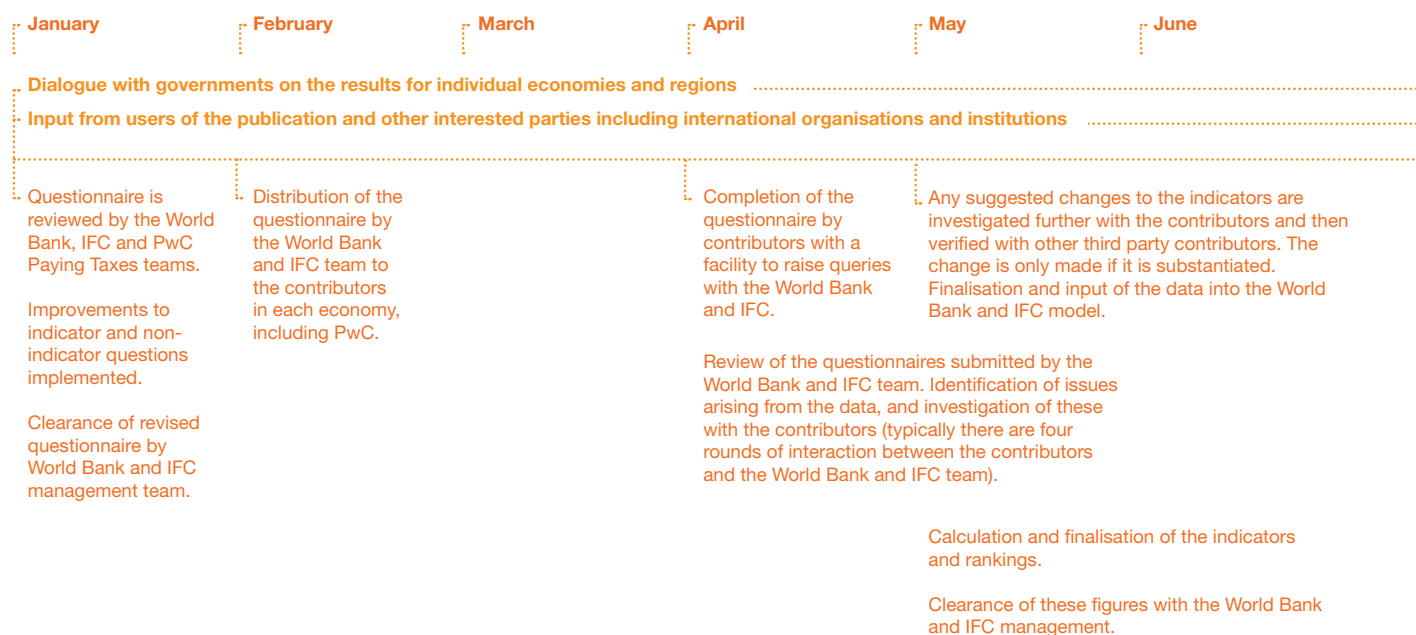 January
February
March
April
May
June
Dialogue with governments on the results for individual economies and regions
Input from users of the publication and other interested parties including international organisations and institutions
Questionnaire is
reviewed by the World
Bank, IFC and PwC
Paying Taxes teams.
Improvements to
indicator and non-
indicator questions
implemented.
Clearance of revised
questionnaire by
World Bank and IFC
management team.
Distribution of the
questionnaire by
the World Bank
and IFC team to
the contributors
in each economy,
including PwC.
Completion of the
questionnaire by
contributors with a
facility to raise queries
with the World Bank
and IFC.
Review of the questionnaires submitted by the
World Bank and IFC team. Identification of issues
arising from the data, and investigation of these
with the contributors (typically there are four
rounds of interaction between the contributors
and the World Bank and IFC team).
Any suggested changes to the indicators are
investigated further with the contributors and then
verified with other third party contributors. The
change is only made if it is substantiated.
Finalisation and input of the data into the World
Bank and IFC model.
Calculation and finalisation of the indicators
and rankings.
Clearance of these figures with the World Bank
and IFC management.